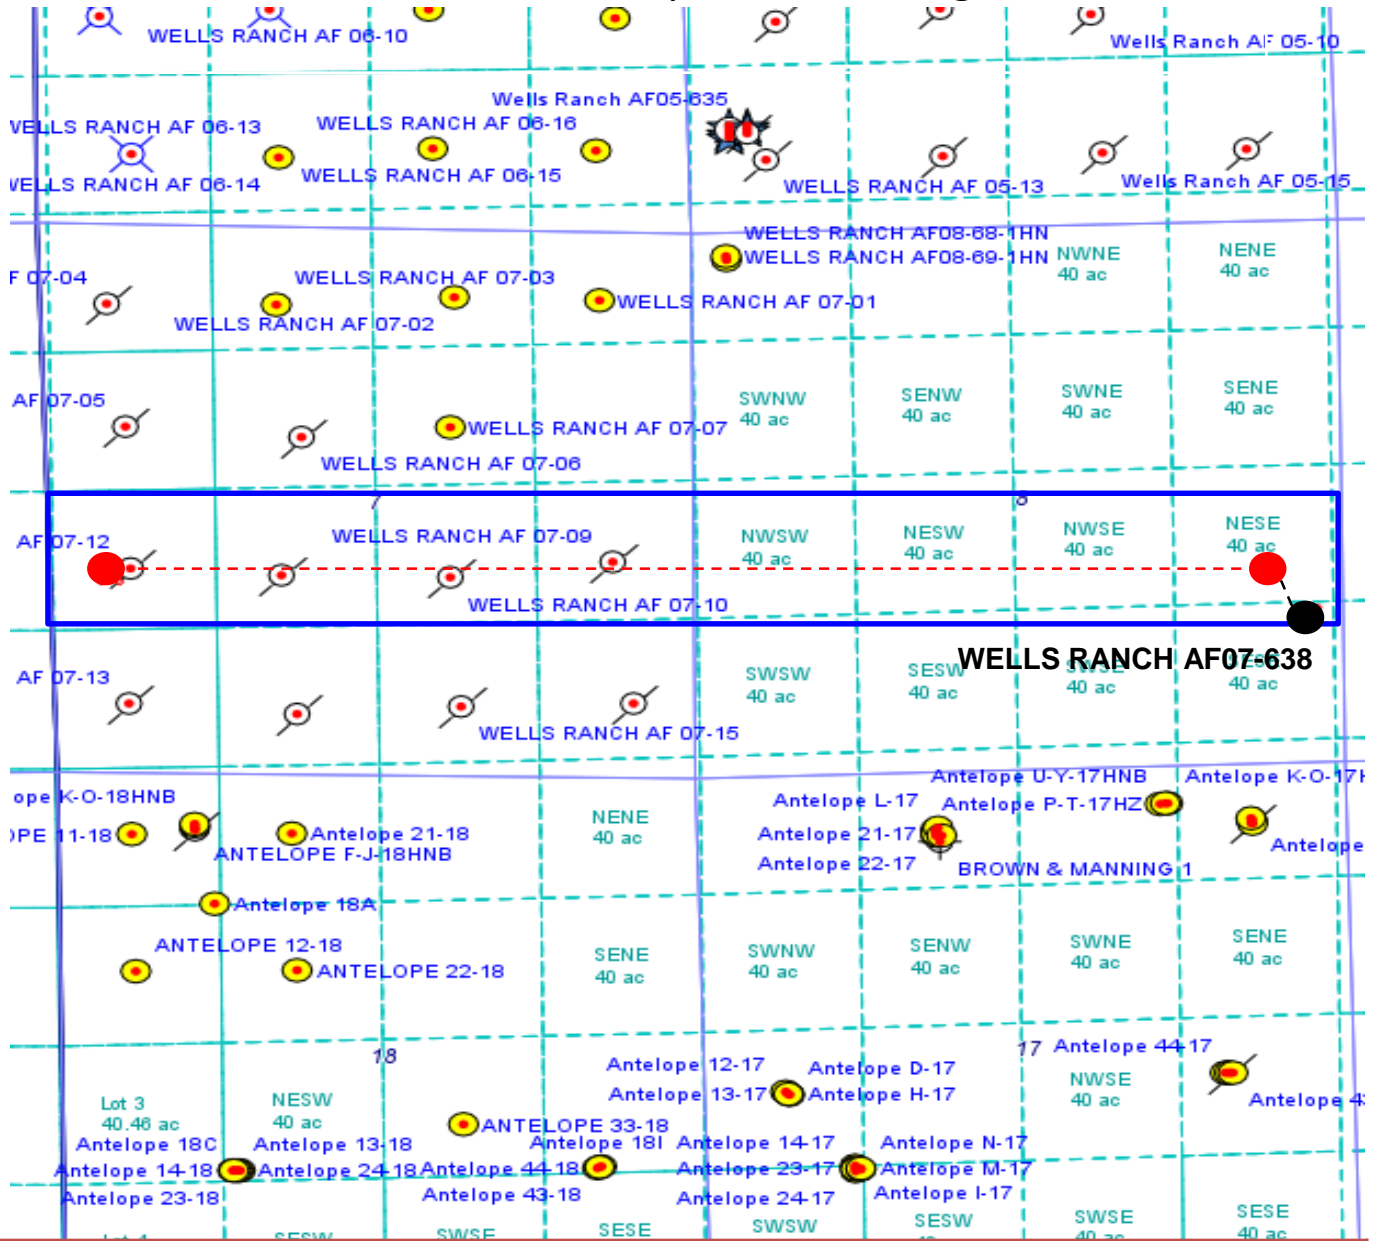 WELLS RANCH AF 06-10
Wells Ranch AF 05-10
Wells Ranch AF05-635
WELLS RANCH AF 06-13
WELLS RANCH AF 06-16
WELLS RANCH AF 06-15
WELLS RANCH AF 06-14
WELLS RANCH AF 05-13
Wells Ranch AF 05-15
WELLS RANCH AF08-68-1HN
WELLS RANCH AF08-69-1HN
NWNE
40 ac
NENE
40 ac
F 07-04
WELLS RANCH AF 07-03
WELLS RANCH AF 07-01
WELLS RANCH AF 07-02
AF 07-05
SWNW
40 ac
SENW
40 ac
SWNE
40 ac
SENE
40 ac
WELLS RANCH AF 07-07
WELLS RANCH AF 07-06
7
8
AF 07-12
WELLS RANCH AF 07-09
NWSW
40 ac
NESW
40 ac
NWSE
40 ac
NESE
40 ac
WELLS RANCH AF 07-10
WELLS RANCH AF07-638
AF 07-13
SWSW
40 ac
SESW
40 ac
SWSE
40 ac
SESE
40 ac
WELLS RANCH AF 07-15
ope K-O-18HNB
Antelope U-Y-17HNB
Antelope K-O-17H
Antelope L-17
Antelope P-T-17HZ
OPE 11-18
Antelope 21-18
NENE
40 ac
Antelope 21-17
Antelope
ANTELOPE F-J-18HNB
Antelope 22-17
BROWN & MANNING 1
Antelope 18A
ANTELOPE 12-18
ANTELOPE 22-18
SENE
40 ac
SWNW
40 ac
SENW
40 ac
SWNE
40 ac
SENE
40 ac
18
17
Antelope 44-17
Antelope 12-17
Antelope D-17
Antelope 13-17
Antelope H-17
NWSE
40 ac
Antelope 4
Lot 3
40.46 ac
NESW
40 ac
ANTELOPE 33-18
Antelope 18C
Antelope 13-18
Antelope 18I
Antelope 14-17
Antelope N-17
Antelope 14-18
Antelope 24-18
Antelope 44-18
Antelope 23-17
Antelope M-17
Antelope 23-18
Antelope 43-18
Antelope 24-17
Antelope I-17
SWSE
SESE
SWSW
SESW
SWSE
40 ac
SESE
40 ac